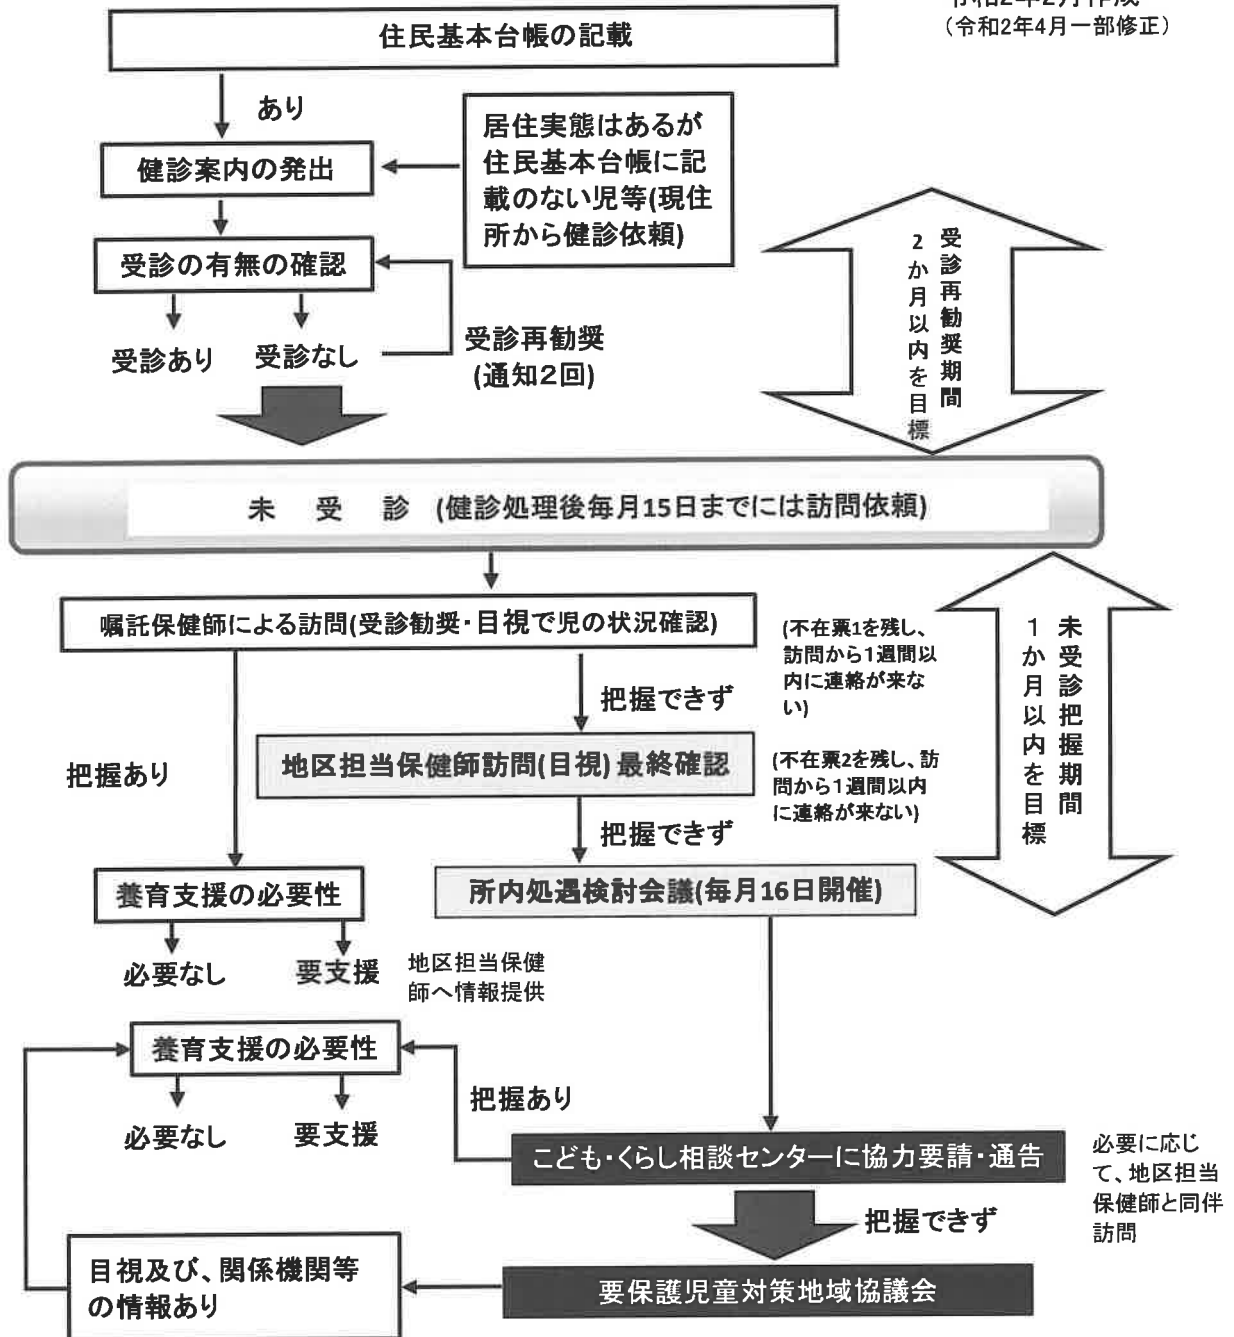 令和2年2月作成
（令和2年4月一部修正）
住民基本台帳の記載
あり
居住実態はあるが
住民基本台帳に記
載のない児等(現住
所から健診依頼)
健診案内の発出
受診の有無の確認
受診あり
受診なし
受診再勧奨
(通知2回)
受診再勧奨期間
2か月以内を目標
未　受　診　(健診処理後毎月15日までには訪問依頼)
嘱託保健師による訪問(受診勧奨・目視で児の状況確認)
(不在票1を残し、
訪問から1週間以
内に連絡が来な
い)
未受診把握期間
1か月以内を目標
把握できず
把握あり
地区担当保健師訪問(目視)最終確認
(不在票2を残し、訪
問から1週間以内
に連絡が来ない)
把握できず
養育支援の必要性
所内処遇検討会議(毎月16日開催)
必要なし
要支援
地区担当保健
師へ情報提供
養育支援の必要性
把握あり
必要なし
要支援
こども・くらし相談センターに協力要請・通告
必要に応じ
て、地区担当
保健師と同伴
訪問
把握できず
目視及び、関係機関等
の情報あり
要保護児童対策地域協議会